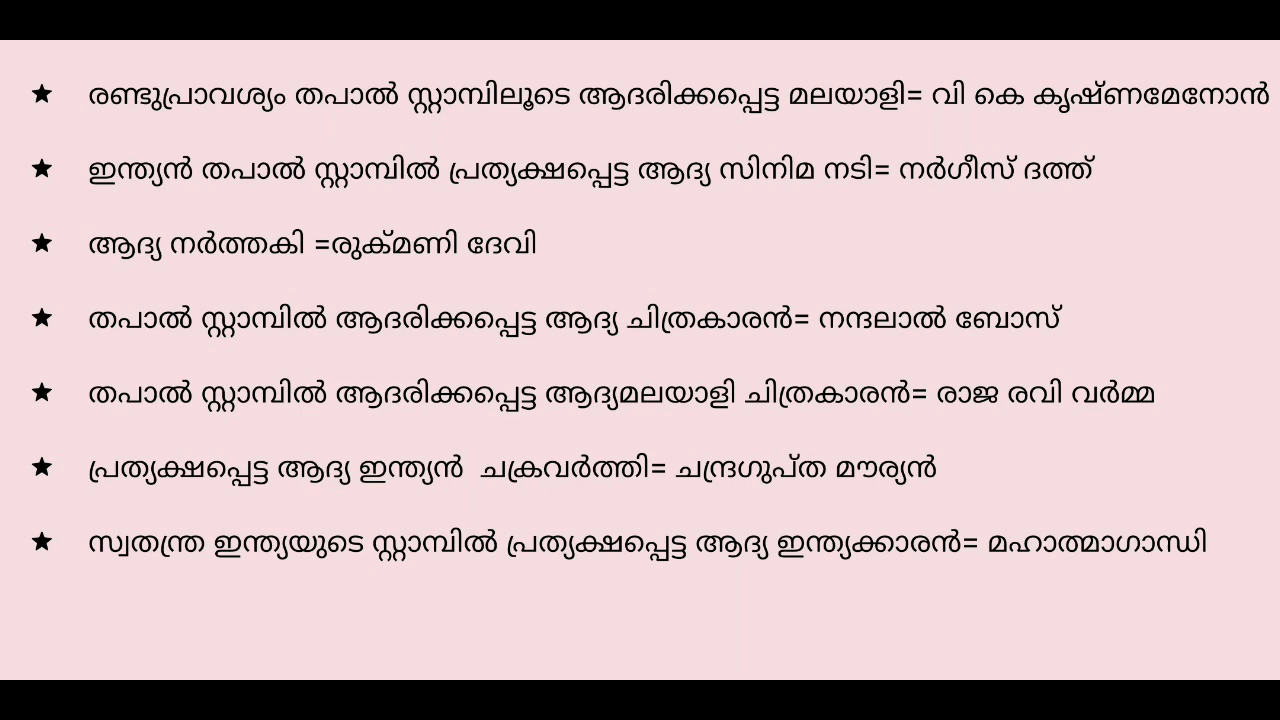 ★ രണ്ടുപ്രാവശ്യം തപാൽ സ്റ്റാമ്പിലൂടെ ആദരിക്കപ്പെട്ട മലയാളി= വി കെ കൃഷ്ണമേനോൻ
★ ഇന്ത്യൻ തപാൽ സ്റ്റാമ്പിൽ പ്രത്യക്ഷപ്പെട്ട ആദ്യ സിനിമ നടി= നർഗീസ് ദത്ത്
★ ആദ്യ നർത്തകി =രുക്മണി ദേവി
★ തപാൽ സ്റ്റാമ്പിൽ ആദരിക്കപ്പെട്ട ആദ്യ ചിത്രകാരൻ= നന്ദലാൽ ബോസ്
★ തപാൽ സ്റ്റാമ്പിൽ ആദരിക്കപ്പെട്ട ആദ്യമലയാളി ചിത്രകാരൻ= രാജ രവി വർമ്മ
★ പ്രത്യക്ഷപ്പെട്ട ആദ്യ ഇന്ത്യൻ  ചക്രവർത്തി= ചന്ദ്രഗുപ്ത മൗര്യൻ
★ സ്വതന്ത്ര ഇന്ത്യയുടെ സ്റ്റാമ്പിൽ പ്രത്യക്ഷപ്പെട്ട ആദ്യ ഇന്ത്യക്കാരൻ= മഹാത്മാഗാന്ധി